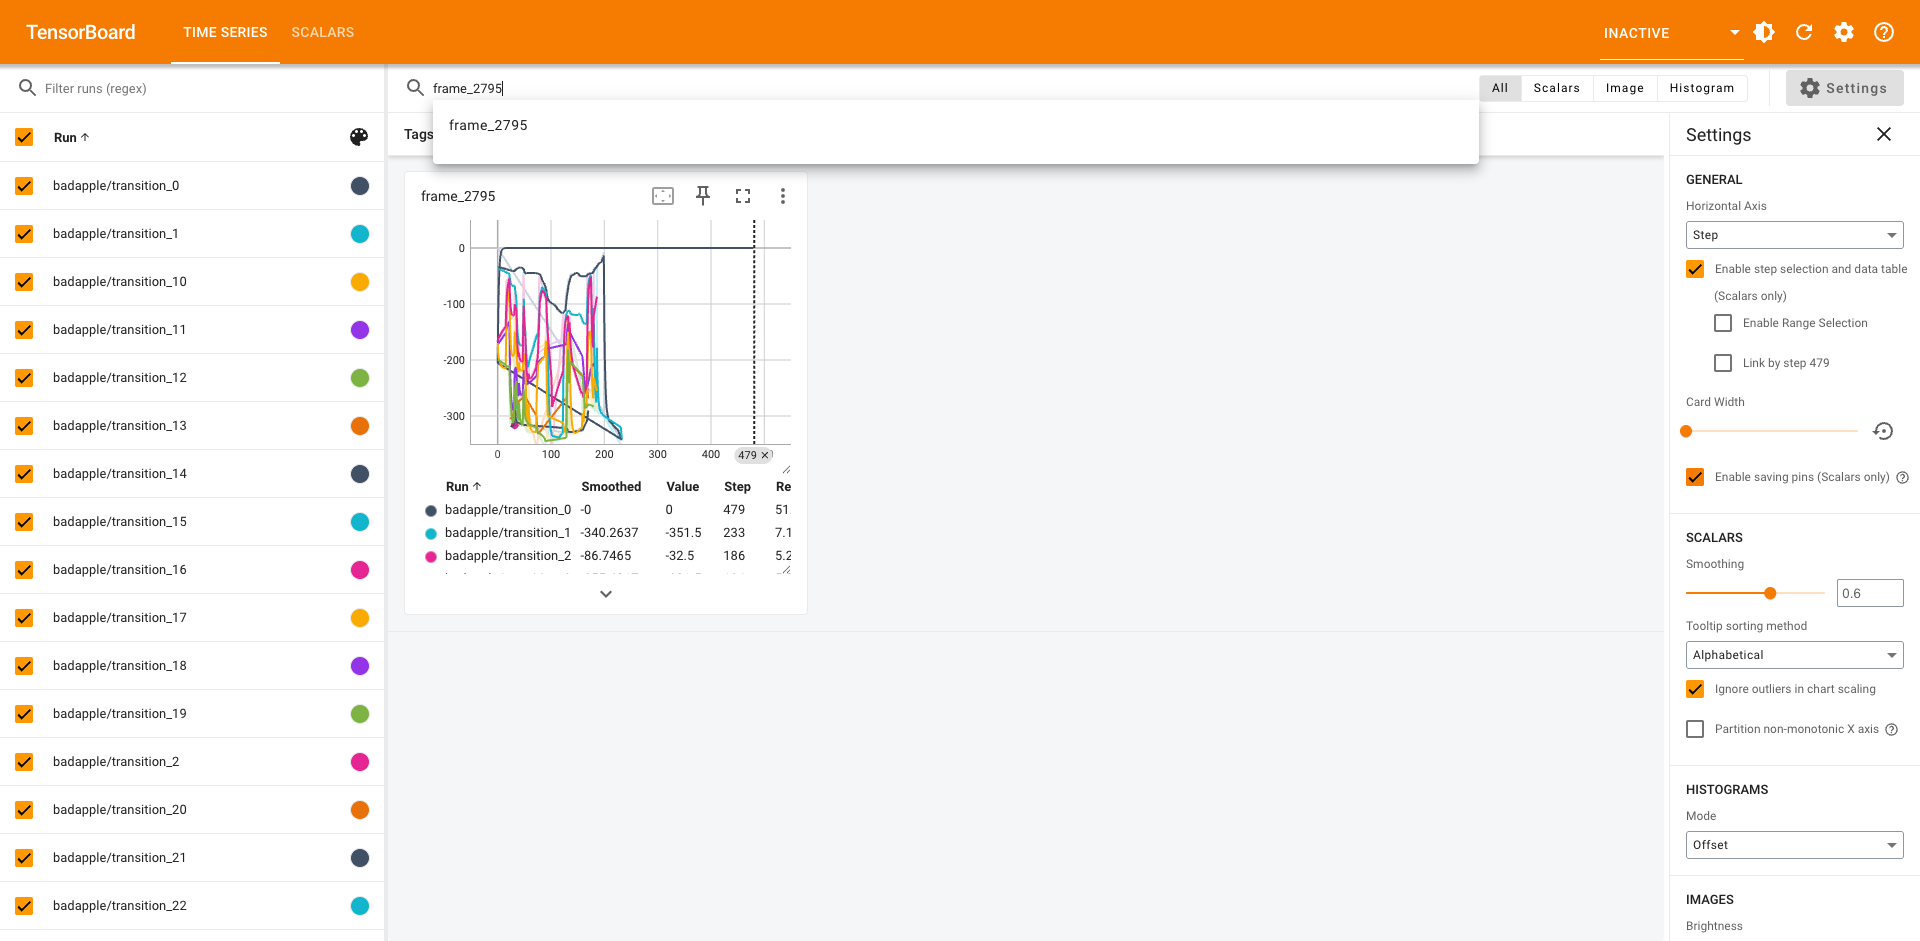 TensorBoard
TIME SERIES
SCALARS
INACTIVE
Filter runs (regex)
frame_2795
All
Scalars
Image
Histogram
Settings
frame_2795
Run
Tags
Settings
badapple/transition_0
badapple/transition_1
badapple/transition_10
badapple/transition_11
badapple/transition_12
badapple/transition_13
badapple/transition_14
badapple/transition_15
badapple/transition_16
badapple/transition_17
badapple/transition_18
badapple/transition_19
badapple/transition_2
badapple/transition_20
badapple/transition_21
badapple/transition_22
frame_2795
0
-100
-200
-300
0 100 200 300 400 479
Run Smoothed Value Step Re
badapple/transition_0 -0 0 479 51.
badapple/transition_1 -340.2637 -351.5 233 7.1
badapple/transition_2 -86.7465 -32.5 186 5.2
GENERAL
Horizontal Axis
Step
Enable step selection and data table
(Scalars only)
Enable Range Selection
Link by step 479
Card Width
Enable saving pins (Scalars only)
SCALARS
Smoothing
0.6
Tooltip sorting method
Alphabetical
Ignore outliers in chart scaling
Partition non-monotonic X axis
HISTOGRAMS
Mode
Offset
IMAGES
Brightness